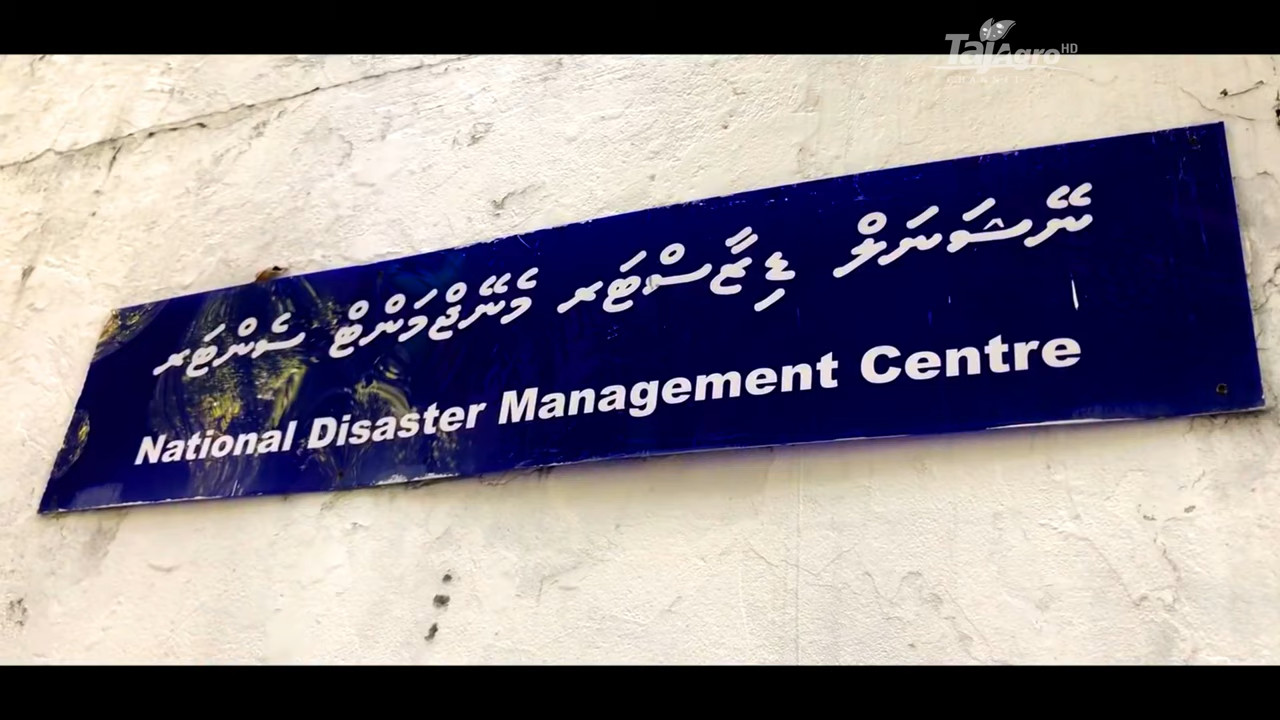 TajAgro HD
ނޭޝަނަލް ޑިޒާސްޓަރ މެނޭޖްމަންޓް ސެންޓަރ
National Disaster Management Centre